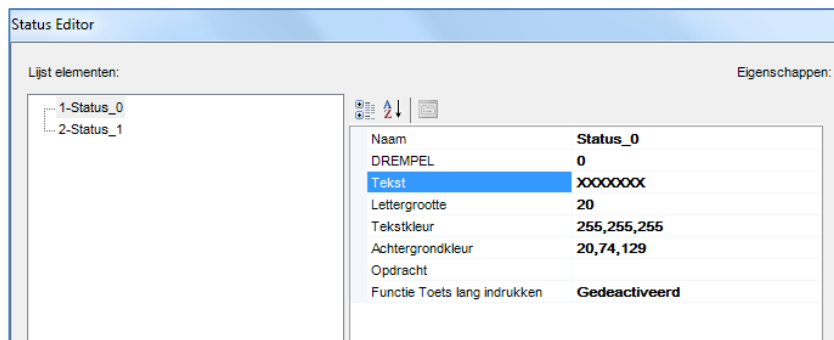 Status Editor
Lijst elementen:
Eigenschappen:
1-Status_0
2-Status_1
Naam Status_0
DREMPEL 0
Tekst XXXXXXX
Lettergrootte 20
Tekstkleur 255,255,255
Achtergrondkleur 20,74,129
Opdracht
Functie Toets lang indrukken Gedeactiveerd